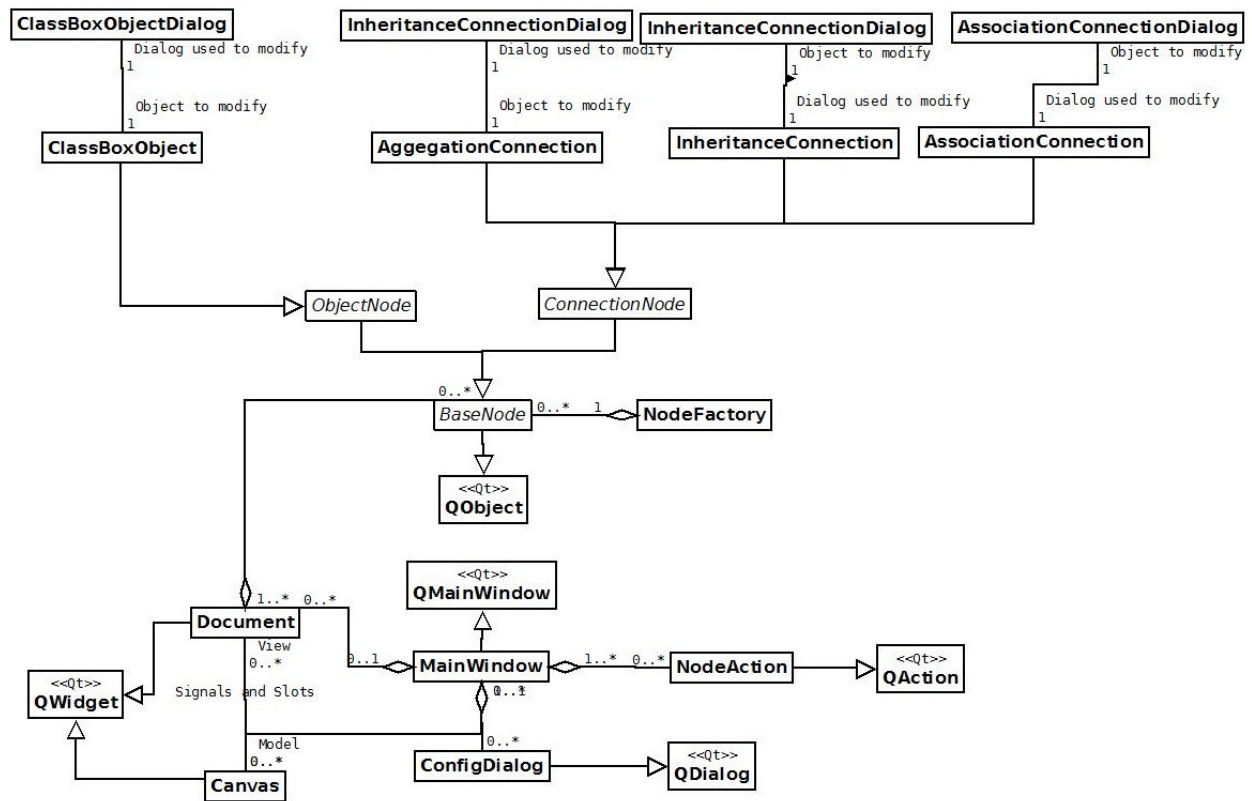 ClassBoxObjectDialog
InheritanceConnectionDialog
InheritanceConnectionDialog
AssociationConnectionDialog
Dialog used to modify
1
Dialog used to modify
1
Object to modify
1
Object to modify
1
Object to modify
1
Object to modify
1
Dialog used to modify
1
Dialog used to modify
1
ClassBoxObject
AggegationConnection
InheritanceConnection
AssociationConnection
ObjectNode
ConnectionNode
0..*
BaseNode
0..*
1
NodeFactory
<<Qt>>
QObject
<<Qt>>
QMainWindow
1..*
0..*
Document
View
0..*
0..1
MainWindow
1..*
0..*
NodeAction
<<Qt>>
QAction
<<Qt>>
QWidget
Signals and Slots
Model
0..*
0..*
ConfigDialog
<<Qt>>
QDialog
Canvas